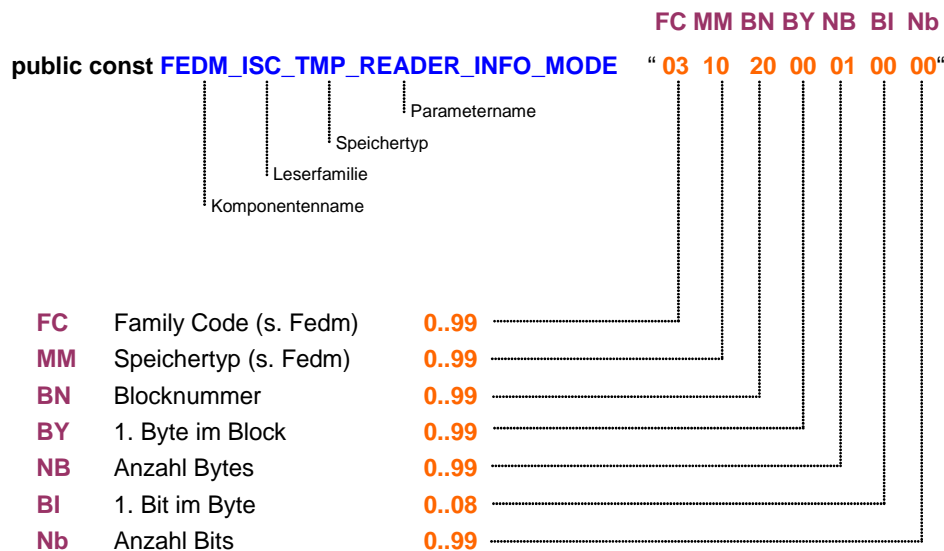 FC MM BN BY NB BI Nb
public const FEDM_ISC_TMP_READER_INFO_MODE “ 03 10 20 00 01 00 00“
Parametername
Speichertyp
Leserfamilie
Komponentenname
FC Family Code (s. Fedm) 0..99
MM Speichertyp (s. Fedm) 0..99
BN Blocknummer 0..99
BY 1. Byte im Block 0..99
NB Anzahl Bytes 0..99
BI 1. Bit im Byte 0..08
Nb Anzahl Bits 0..99